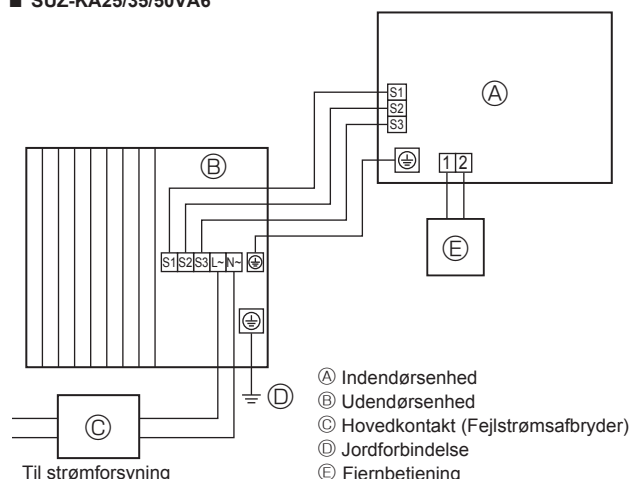 ■ SUZ-KA25/35/50VA6
S1
S2
S3
Ⓐ
1 2
Ⓑ
S1 S2 S3 L~ N~
Ⓔ
Ⓒ
Ⓓ
Til strømforsyning
Ⓐ Indendørsenhed
Ⓑ Udendørsenhed
Ⓒ Hovedkontakt (Fejlstrømsafbryder)
Ⓓ Jordforbindelse
Ⓔ Fjernbetjening